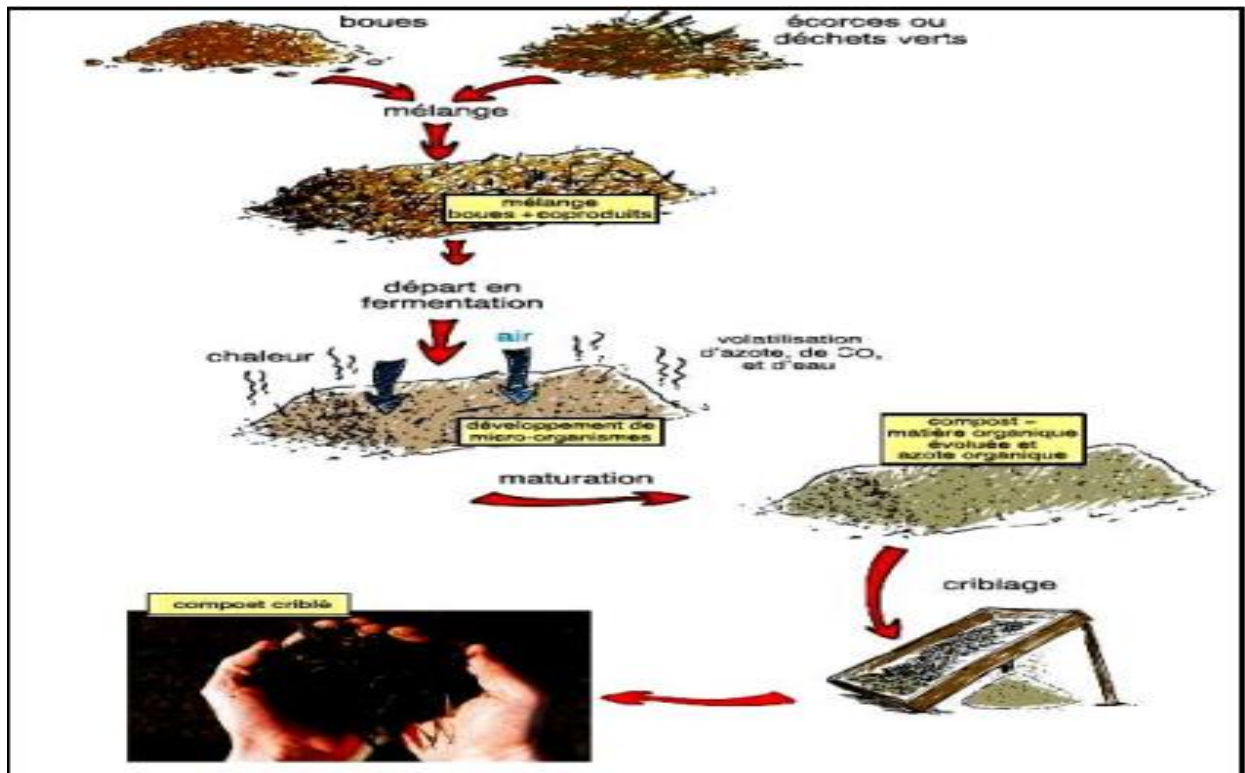 boues
écorces ou
déchets verts
mélange
mélange
boues + coproduits
départ en
fermentation
chaleur
air
volatilisation
d'azote, de CO₂
et d'eau
développement de
micro-organismes
maturation
compost =
matière organique
évoluée et
azote organique
criblage
compost criblé